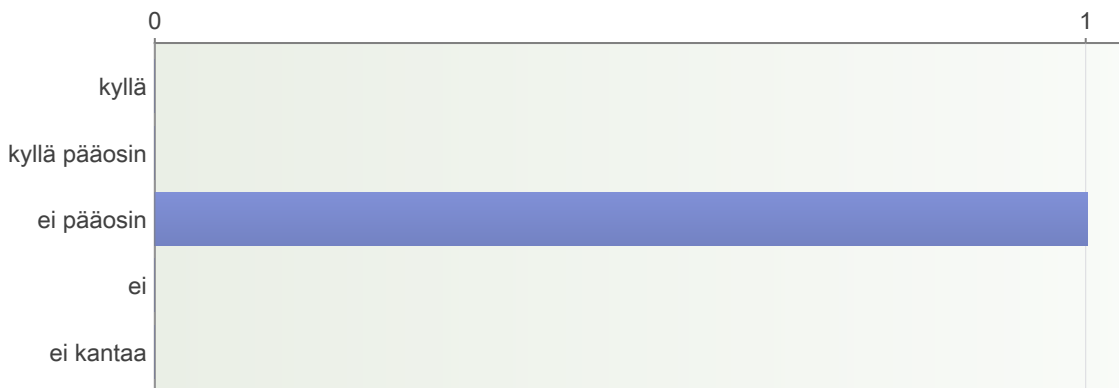 0 1
kyllä
kyllä pääosin
ei pääosin
ei
ei kantaa